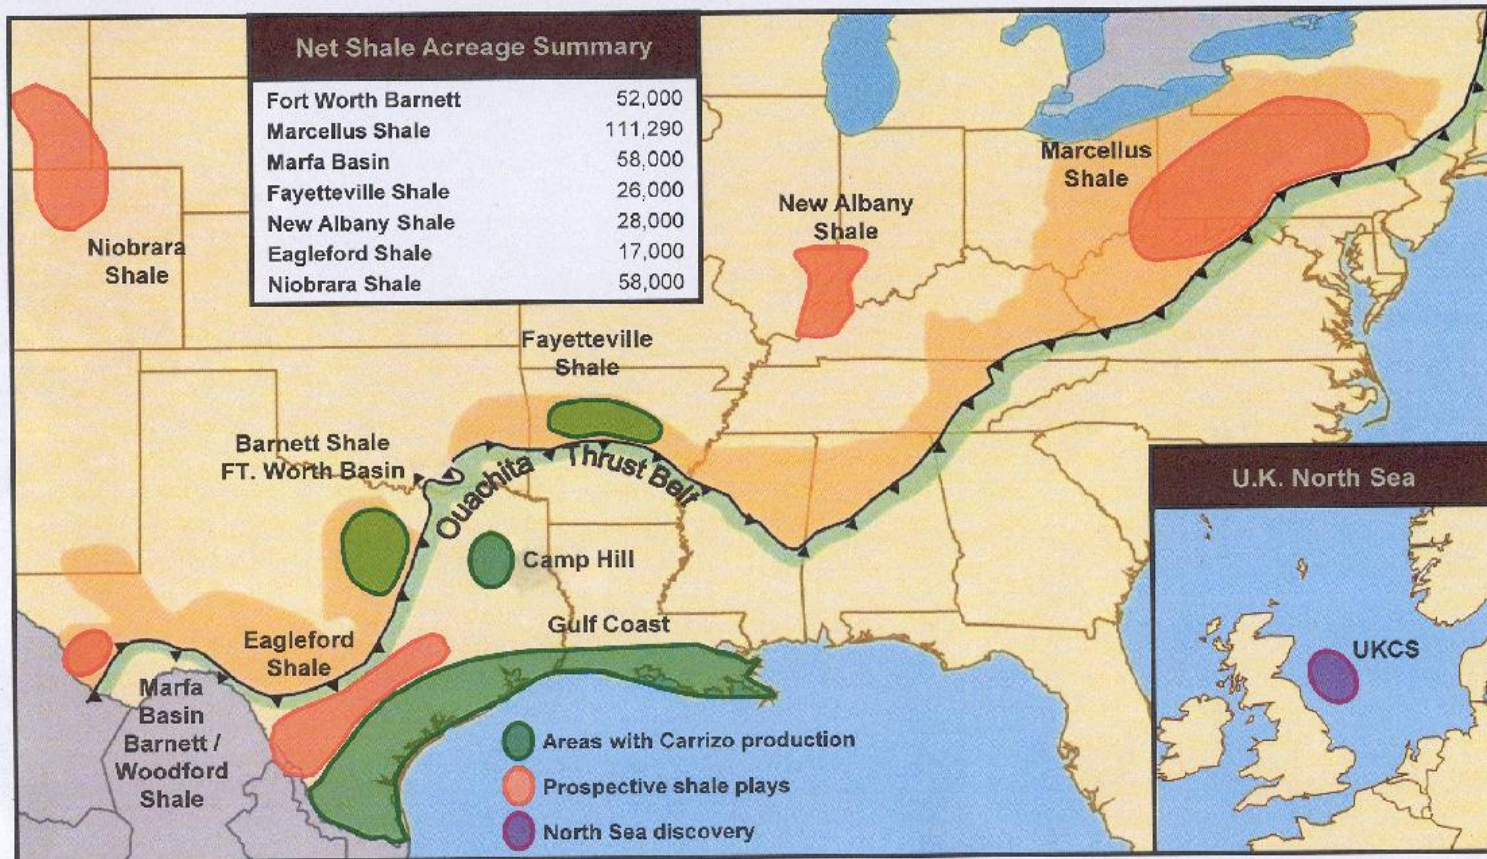 Net Shale Acreage Summary
Fort Worth Barnett 52,000
Marcellus Shale 111,290
Marfa Basin 58,000
Fayetteville Shale 26,000
New Albany Shale 28,000
Eagleford Shale 17,000
Niobrara Shale 58,000
Niobrara
Shale
New Albany
Shale
Marcellus
Shale
Fayetteville
Shale
Barnett Shale
FT. Worth Basin
Ouachita Thrust Belt
Camp Hill
Gulf Coast
Eagleford
Shale
Marfa
Basin
Barnett /
Woodford
Shale
Areas with Carrizo production
Prospective shale plays
North Sea discovery
U.K. North Sea
UKCS